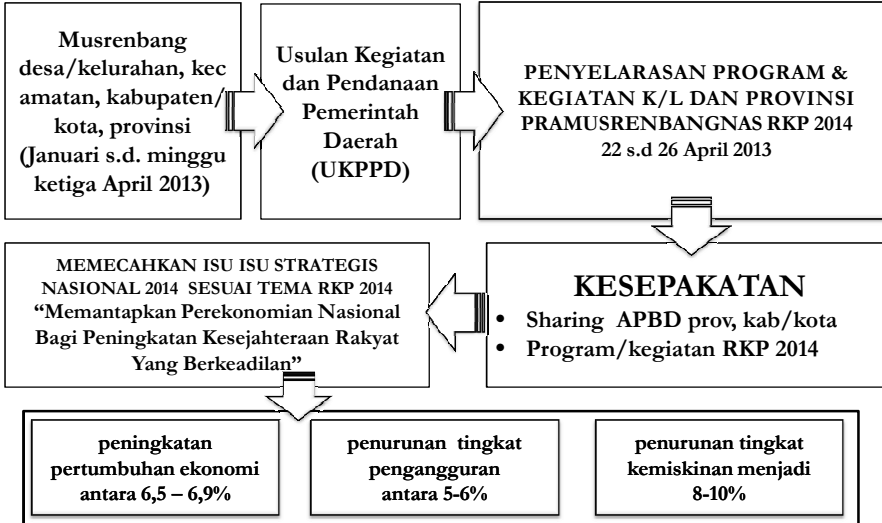 Musrenbang
desa/kelurahan, kec
amatan, kabupaten/
kota, provinsi
(Januari s.d. minggu
ketiga April 2013)
Usulan Kegiatan
dan Pendanaan
Pemerintah
Daerah
(UKPPD)
PENYELARASAN PROGRAM &
KEGIATAN K/L DAN PROVINSI
PRAMUSRENBANGNAS RKP 2014
22 s.d 26 April 2013
KESEPAKATAN
• Sharing APBD prov, kab/kota
• Program/kegiatan RKP 2014
MEMECAHKAN ISU ISU STRATEGIS
NASIONAL 2014 SESUAI TEMA RKP 2014
“Memantapkan Perekonomian Nasional
Bagi Peningkatan Kesejahteraan Rakyat
Yang Berkeadilan”
peningkatan
pertumbuhan ekonomi
antara 6,5 – 6,9%
penurunan tingkat
pengangguran
antara 5-6%
penurunan tingkat
kemiskinan menjadi
8-10%